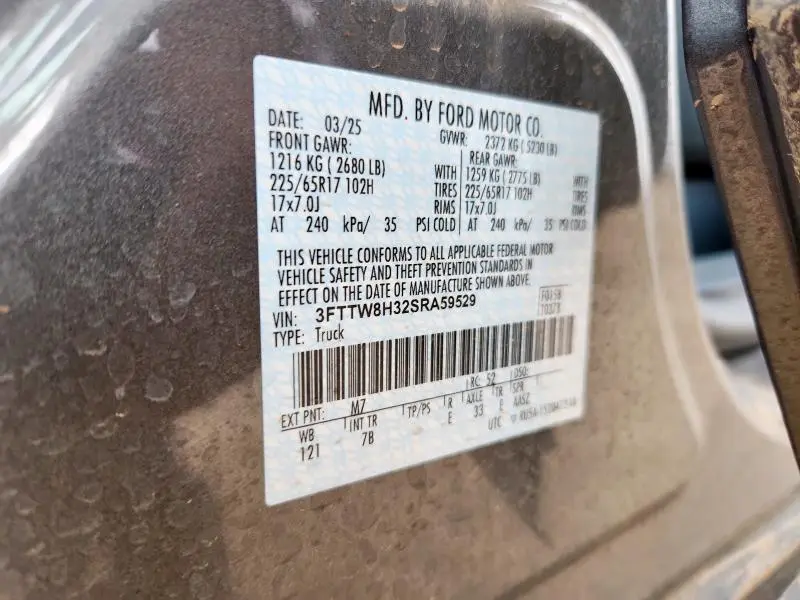 MFD. BY FORD MOTOR CO.
DATE: 03/25 GVWR: 2372 KG ( 5230 LB)
FRONT GAWR: REAR GAWR:
1216 KG ( 2680 LB) WITH 1259 KG ( 2775 LB) WITH
225/65R17 102H TIRES 225/65R17 102H TIRES
17x7.0J RIMS 17x7.0J RIMS
AT 240 kPa/ 35 PSI COLD AT 240 kPa/ 35 PSI COLD
THIS VEHICLE CONFORMS TO ALL APPLICABLE FEDERAL MOTOR
VEHICLE SAFETY AND THEFT PREVENTION STANDARDS IN
EFFECT ON THE DATE OF MANUFACTURE SHOWN ABOVE.
VIN: 3FTTW8H32SRA59529
TYPE: Truck
RC: 52 DSO:
EXT PNT: M7
WB INT TR TP/PS R AXLE TR SPR
121 7B E 33 E AASZ
UTC